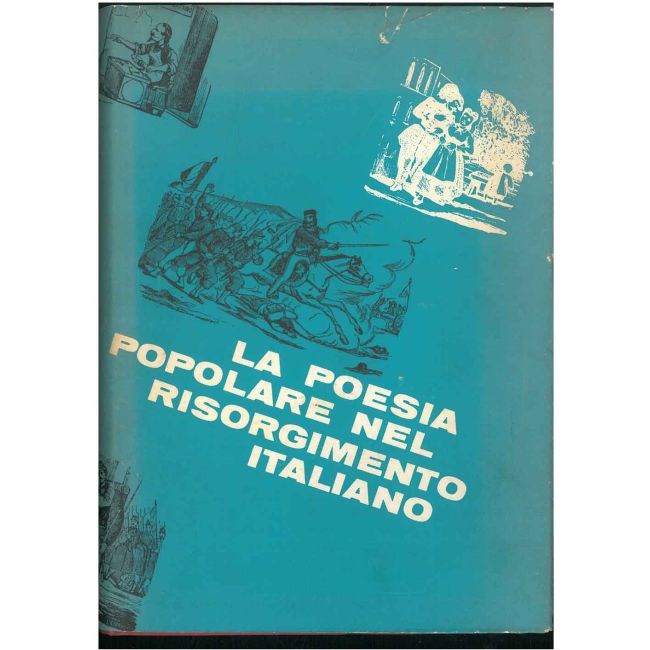 LA POESIA
POPOLARE NEL
RISORGIMENTO
ITALIANO